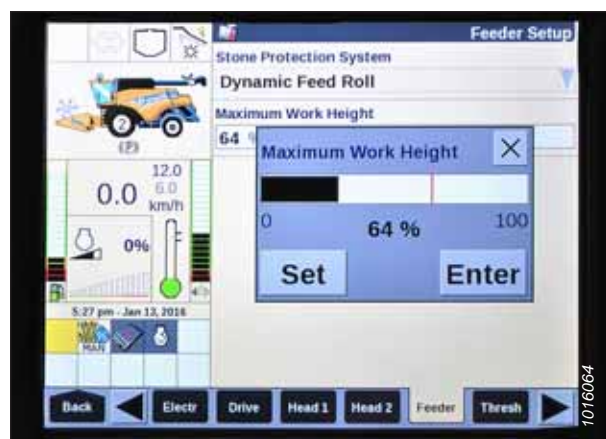 Feeder Setup
Stone Protection System
Dynamic Feed Roll
Maximum Work Height
64 %
Maximum Work Height
0
64 %
100
Set
Enter
2
(P)
0.0
12.0
6.0
km/h
0%
5:27 pm - Jan 13, 2016
MAN
Back
Electr
Drive
Head 1
Head 2
Feeder
Thresh
1016064